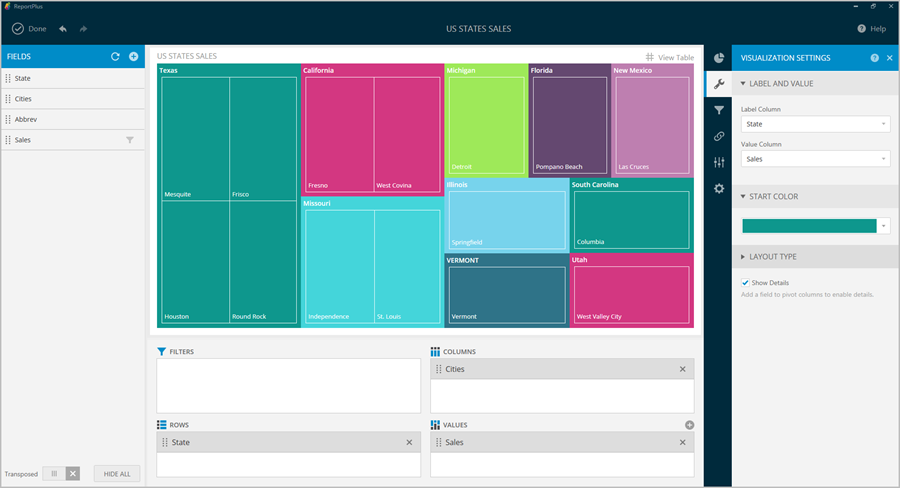 ReportPlus
Done
US STATES SALES
Help
FIELDS
State
Cities
Abbrev
Sales
Transposed
HIDE ALL
US STATES SALES
View Table
Texas
Mesquite
Frisco
Houston
Round Rock
California
Fresno
West Covina
Missouri
Independence
St. Louis
Michigan
Detroit
Florida
Pompano Beach
New Mexico
Las Cruces
Illinois
Springfield
South Carolina
Columbia
VERMONT
Vermont
Utah
West Valley City
FILTERS
COLUMNS
Cities
ROWS
State
VALUES
Sales
VISUALIZATION SETTINGS
LABEL AND VALUE
Label Column
State
Value Column
Sales
START COLOR
LAYOUT TYPE
Show Details
Add a field to pivot columns to enable details.